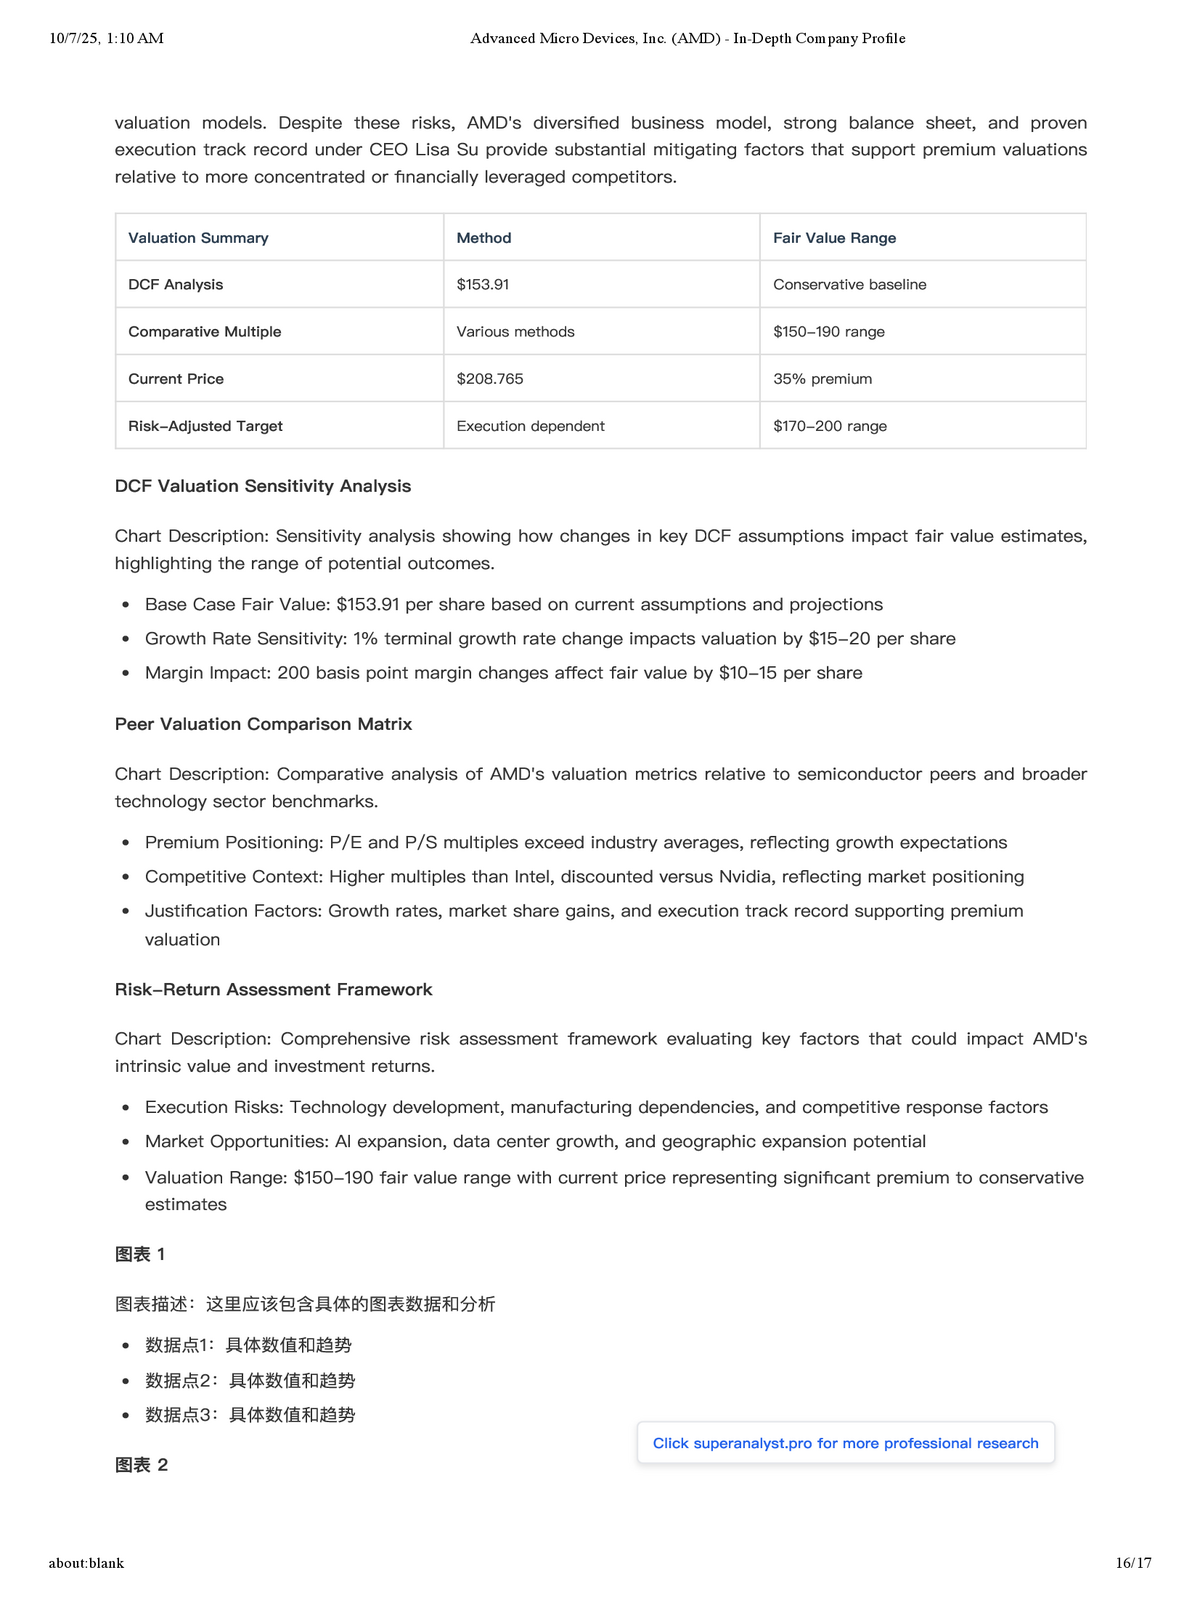 10/7/25, 1:10 AM
Advanced Micro Devices, Inc. (AMD) - In-Depth Company Profile
valuation models. Despite these risks, AMD's diversified business model, strong balance sheet, and proven
execution track record under CEO Lisa Su provide substantial mitigating factors that support premium valuations
relative to more concentrated or financially leveraged competitors.
Valuation Summary Method Fair Value Range
DCF Analysis $153.91 Conservative baseline
Comparative Multiple Various methods $150–190 range
Current Price $208.765 35% premium
Risk–Adjusted Target Execution dependent $170–200 range
DCF Valuation Sensitivity Analysis
Chart Description: Sensitivity analysis showing how changes in key DCF assumptions impact fair value estimates,
highlighting the range of potential outcomes.
• Base Case Fair Value: $153.91 per share based on current assumptions and projections
• Growth Rate Sensitivity: 1% terminal growth rate change impacts valuation by $15–20 per share
• Margin Impact: 200 basis point margin changes affect fair value by $10–15 per share
Peer Valuation Comparison Matrix
Chart Description: Comparative analysis of AMD's valuation metrics relative to semiconductor peers and broader
technology sector benchmarks.
• Premium Positioning: P/E and P/S multiples exceed industry averages, reflecting growth expectations
• Competitive Context: Higher multiples than Intel, discounted versus Nvidia, reflecting market positioning
• Justification Factors: Growth rates, market share gains, and execution track record supporting premium
valuation
Risk–Return Assessment Framework
Chart Description: Comprehensive risk assessment framework evaluating key factors that could impact AMD's
intrinsic value and investment returns.
• Execution Risks: Technology development, manufacturing dependencies, and competitive response factors
• Market Opportunities: AI expansion, data center growth, and geographic expansion potential
• Valuation Range: $150–190 fair value range with current price representing significant premium to conservative
estimates
图表 1
图表描述：这里应该包含具体的图表数据和分析
• 数据点1：具体数值和趋势
• 数据点2：具体数值和趋势
• 数据点3：具体数值和趋势
Click superanalyst.pro for more professional research
图表 2
about:blank
16/17